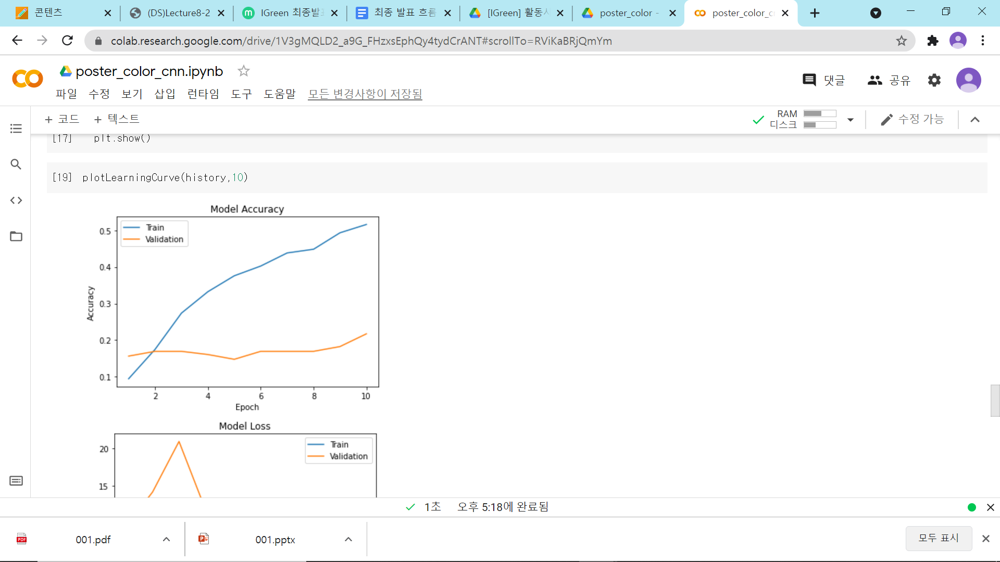 콘텐츠
(DS)Lecture8-2
IGreen 최종발표
최종 발표 흐름
[IGreen] 활동사
poster_color -
poster_color_c
colab.research.google.com/drive/1V3gMQLD2_a9G_FHzxsEphQy4tydCrANT#scrollTo=RViKaBRjQmYm
poster_color_cnn.ipynb
댓글
공유
파일 수정 보기 삽입 런타임 도구 도움말 모든 변경사항이 저장됨
+ 코드 + 텍스트
RAM
디스크
수정 가능
[17] plt.show()
[19] plotLearningCurve(history,10)
Model Accuracy
Train
Validation
0.5
0.4
0.3
0.2
0.1
Accuracy
2 4 6 8 10
Epoch
Model Loss
Train
Validation
20
15
1초 오후 5:18에 완료됨
PDF
001.pdf
P
001.pptx
모두 표시